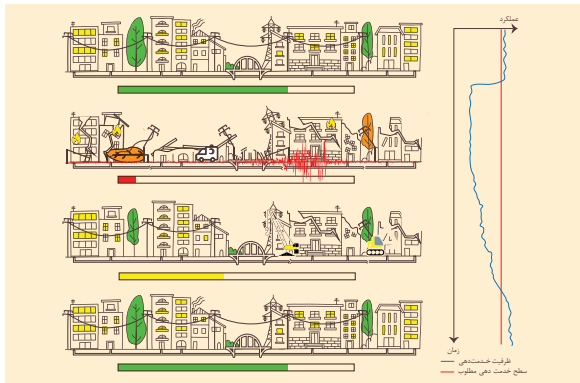 عملکرد
زمان
ظرفیت خدمت‌دهی
سطح خدمت دهی مطلوب